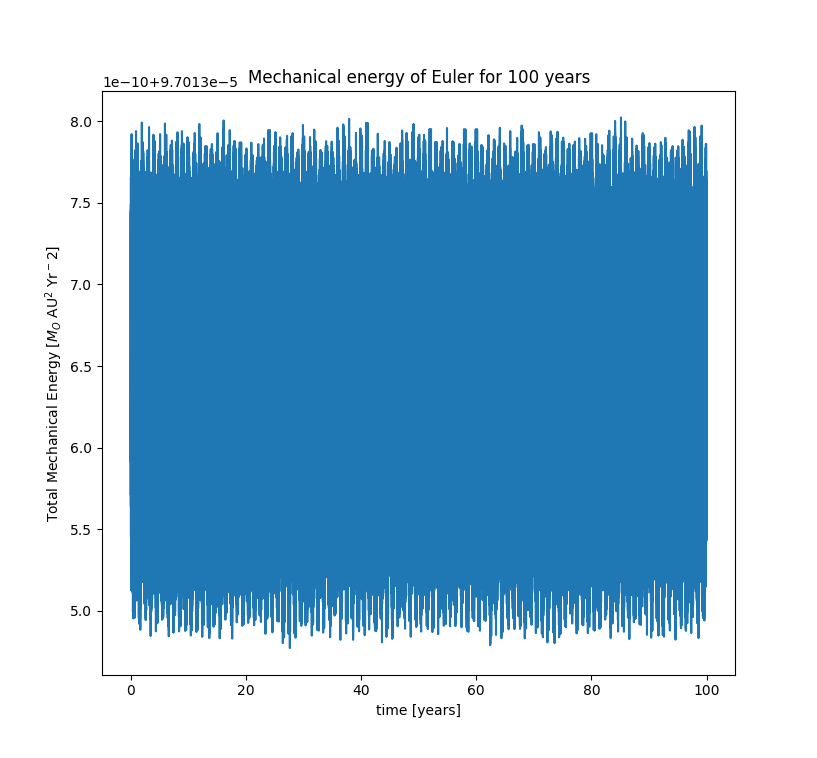 Mechanical energy of Euler for 100 years
1e−10+9.7013e−5
8.0
7.5
7.0
6.5
6.0
5.5
5.0
Total Mechanical Energy [$M_O$ AU$^2$ Yr$^-$2]
0 20 40 60 80 100
time [years]